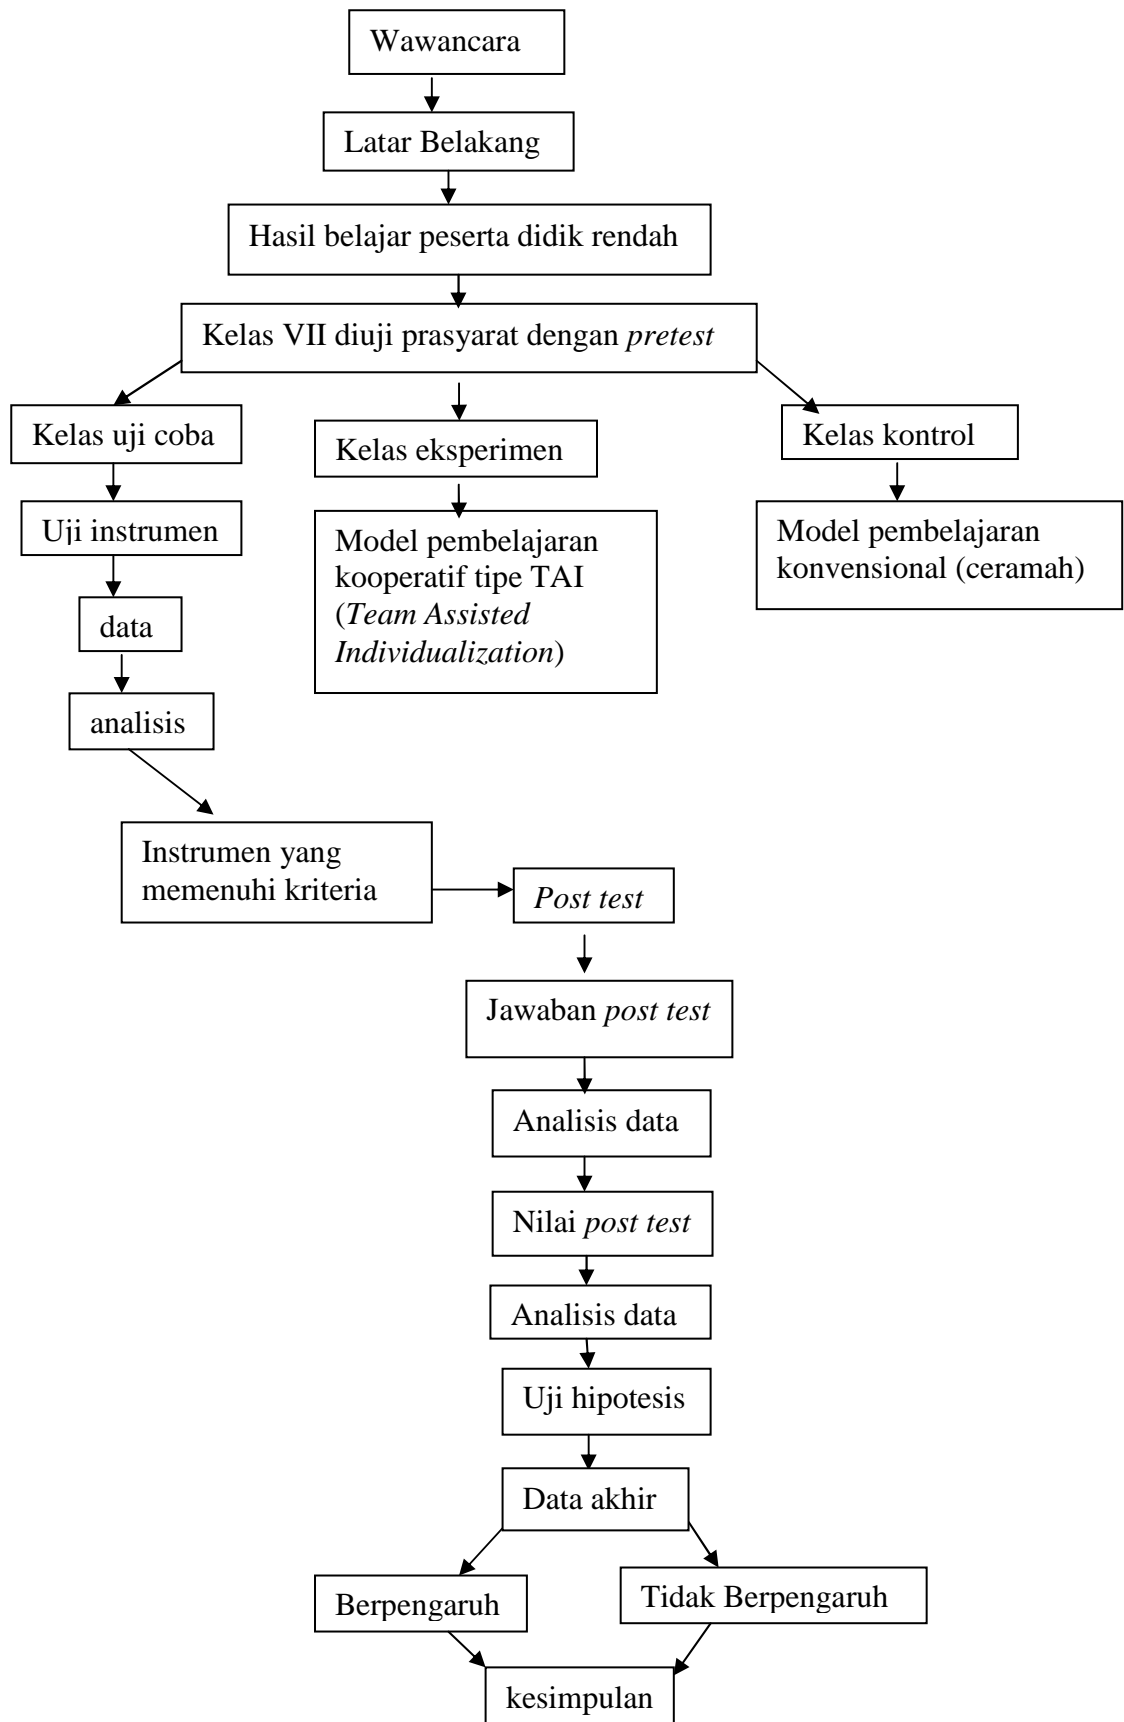 Wawancara
Latar Belakang
Hasil belajar peserta didik rendah
Kelas VII diuji prasyarat dengan pretest
Kelas uji coba
Kelas eksperimen
Kelas kontrol
Uji instrumen
Model pembelajaran
kooperatif tipe TAI
(Team Assisted
Individualization)
Model pembelajaran
konvensional (ceramah)
data
analisis
Instrumen yang
memenuhi kriteria
Post test
Jawaban post test
Analisis data
Nilai post test
Analisis data
Uji hipotesis
Data akhir
Berpengaruh
Tidak Berpengaruh
kesimpulan